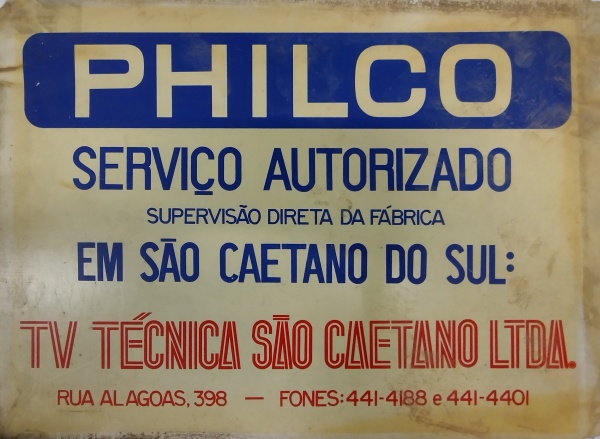 PHILCO
SERVIÇO AUTORIZADO
SUPERVISÃO DIRETA DA FÁBRICA
EM SÃO CAETANO DO SUL:
TV TÉCNICA SÃO CAETANO LTDA.
RUA ALAGOAS, 398 — FONES: 441-4188 e 441-4401